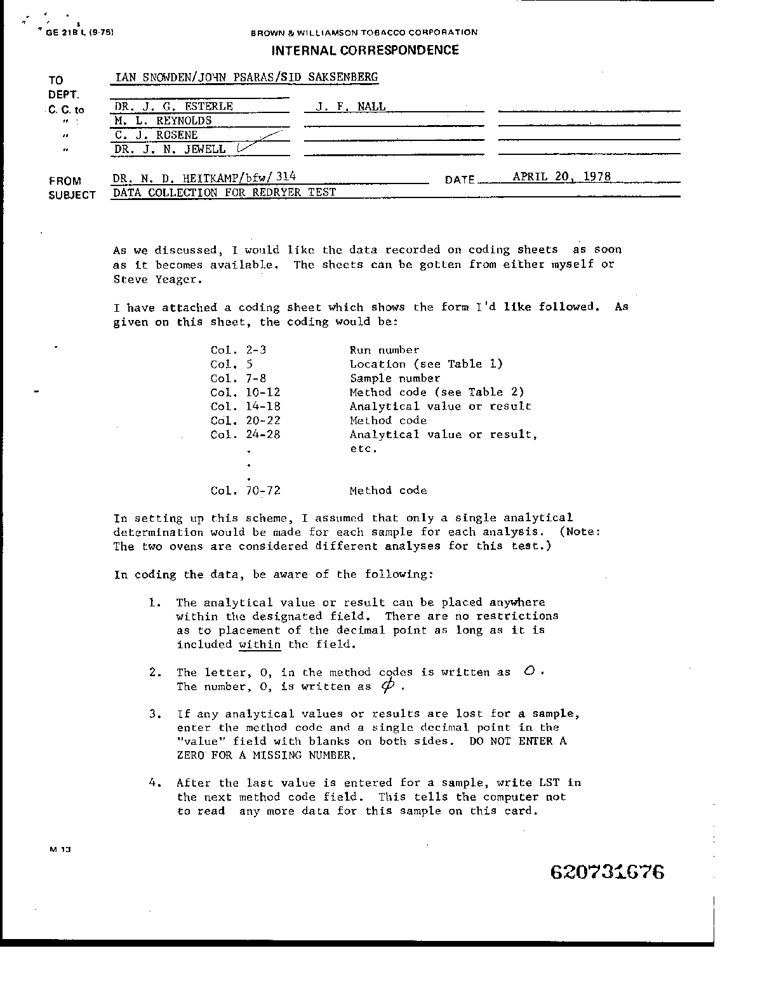 GE 21B L (9-75)
BROWN & WILLIAMSON TOBACCO CORPORATION
INTERNAL CORRESPONDENCE
TO IAN SNOWDEN/JOHN PSARAS/SID SAKSENBERG
DEPT.
C. C. to DR. J. G. ESTERLE J. F. NALL
" M. L. REYNOLDS
" C. J. ROSENE
" DR. J. N. JEWELL
FROM DR. N. D. HEITKAMP/bfw/314 DATE APRIL 20, 1978
SUBJECT DATA COLLECTION FOR REDRYER TEST
As we discussed, I would like the data recorded on coding sheets as soon
as it becomes available. The sheets can be gotten from either myself or
Steve Yeager.
I have attached a coding sheet which shows the form I'd like followed. As
given on this sheet, the coding would be:
Col. 2-3 Run number
Col. 5 Location (see Table 1)
Col. 7-8 Sample number
Col. 10-12 Method code (see Table 2)
Col. 14-18 Analytical value or result
Col. 20-22 Method code
Col. 24-28 Analytical value or result,
. etc.
.
.
Col. 70-72 Method code
In setting up this scheme, I assumed that only a single analytical
determination would be made for each sample for each analysis. (Note:
The two ovens are considered different analyses for this test.)
In coding the data, be aware of the following:
1. The analytical value or result can be placed anywhere
within the designated field. There are no restrictions
as to placement of the decimal point as long as it is
included within the field.
2. The letter, O, in the method codes is written as O.
The number, 0, is written as ϕ.
3. If any analytical values or results are lost for a sample,
enter the method code and a single decimal point in the
"value" field with blanks on both sides. DO NOT ENTER A
ZERO FOR A MISSING NUMBER.
4. After the last value is entered for a sample, write LST in
the next method code field. This tells the computer not
to read any more data for this sample on this card.
M 13
620731676